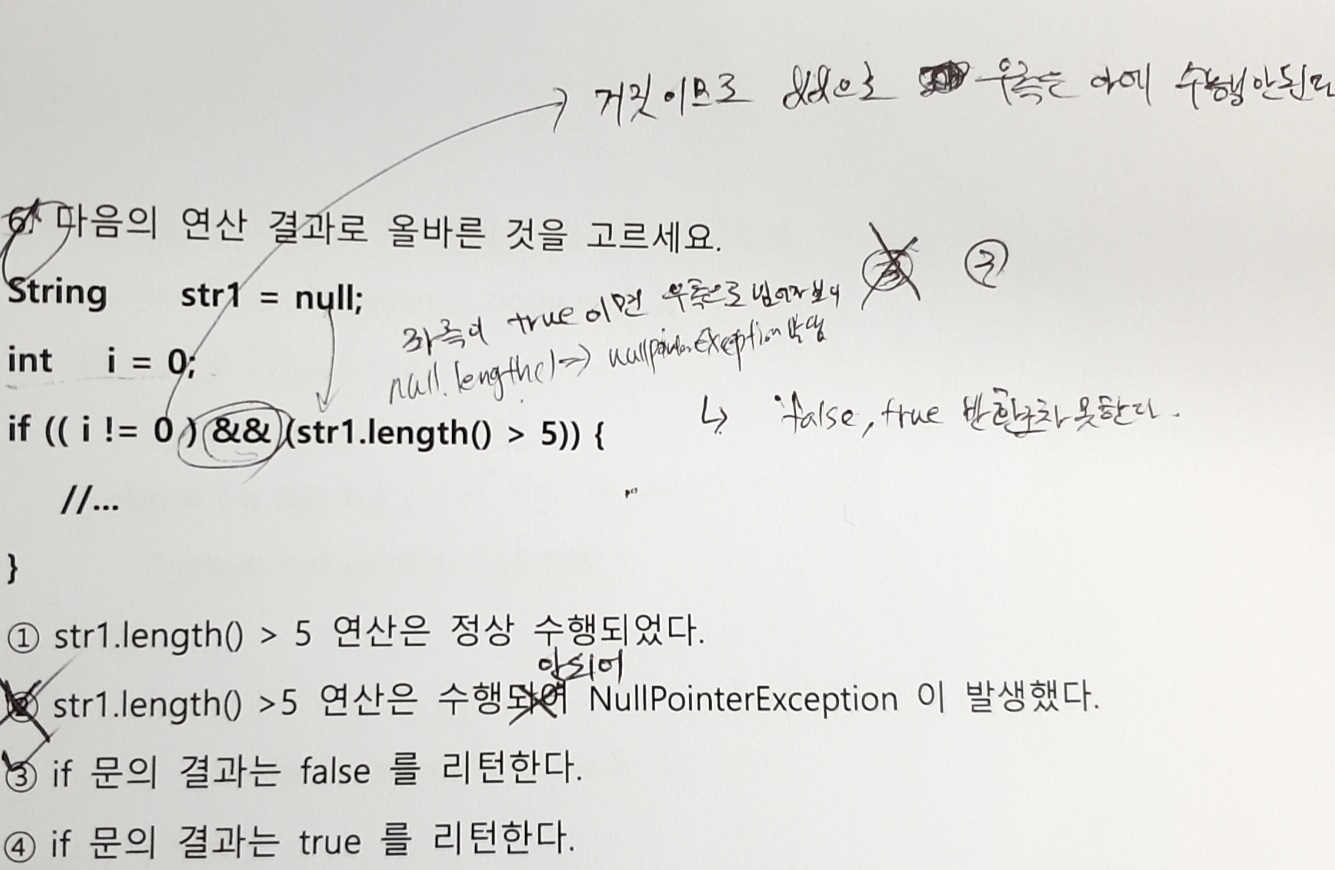 거짓이므로 &&으로 우측은 아예 수행안된다
6. 다음의 연산 결과로 올바른 것을 고르세요.
③
String str1 = null;
좌측이 true 이면 우측으로 넘어가보니
null.length() => nullpointerException 발생
int i = 0;
↳ false, true 반환조차 못한다.
if (( i != 0 ) && (str1.length() > 5)) {
//...
}
① str1.length() > 5 연산은 정상 수행되었다.
안되어
② str1.length() >5 연산은 수행되어 NullPointerException 이 발생했다.
③ if 문의 결과는 false 를 리턴한다.
④ if 문의 결과는 true 를 리턴한다.